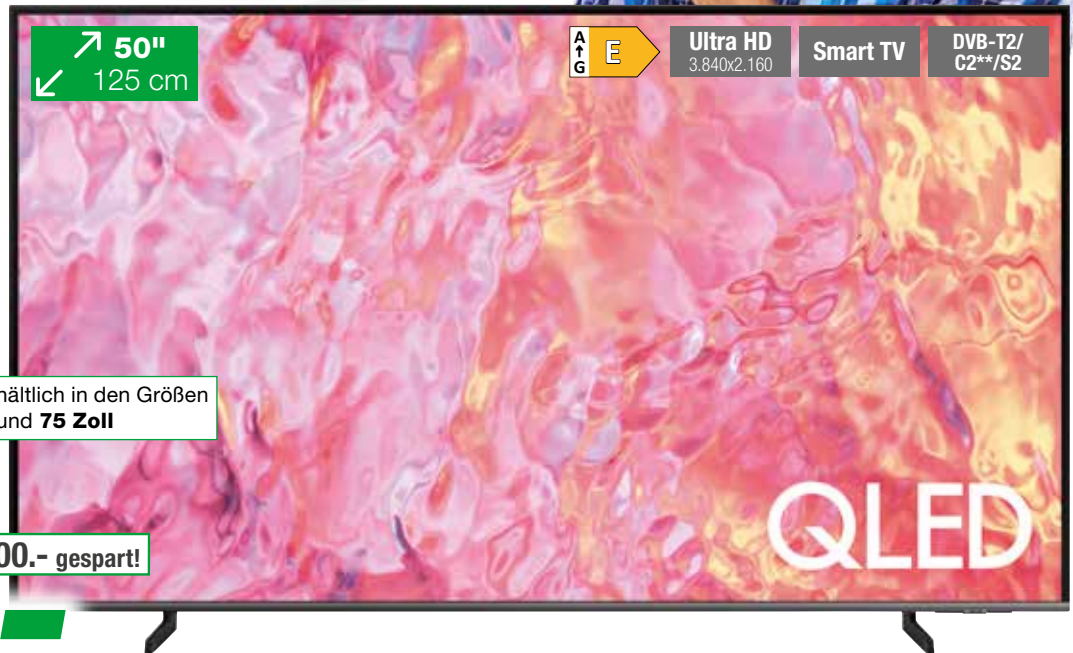 50"
125 cm
A
G
E
Ultra HD
3.840x2.160
Smart TV
DVB-T2/
C2**/S2
hältlich in den Größen
und 75 Zoll
QLED
00.- gespart!